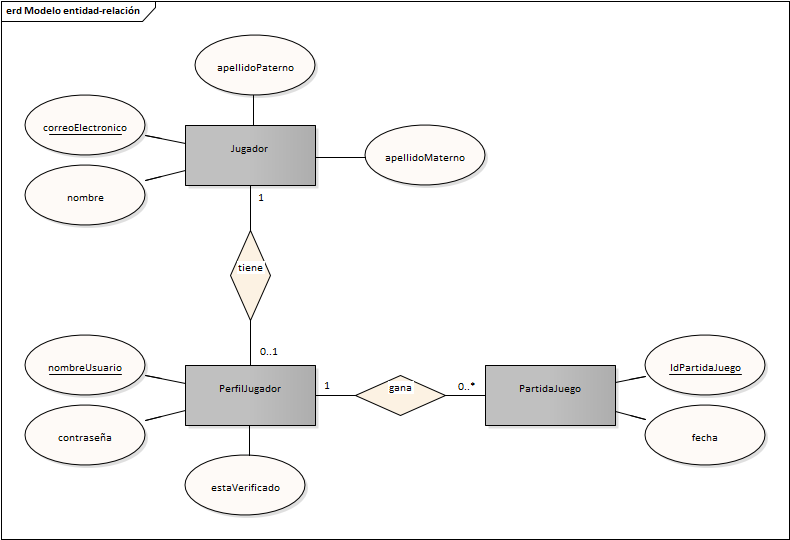 erd Modelo entidad-relación
apellidoPaterno
correoElectronico
Jugador
apellidoMaterno
nombre
1
tiene
0..1
nombreUsuario
PerfilJugador
1
gana
0..*
PartidaJuego
IdPartidaJuego
contraseña
fecha
estaVerificado